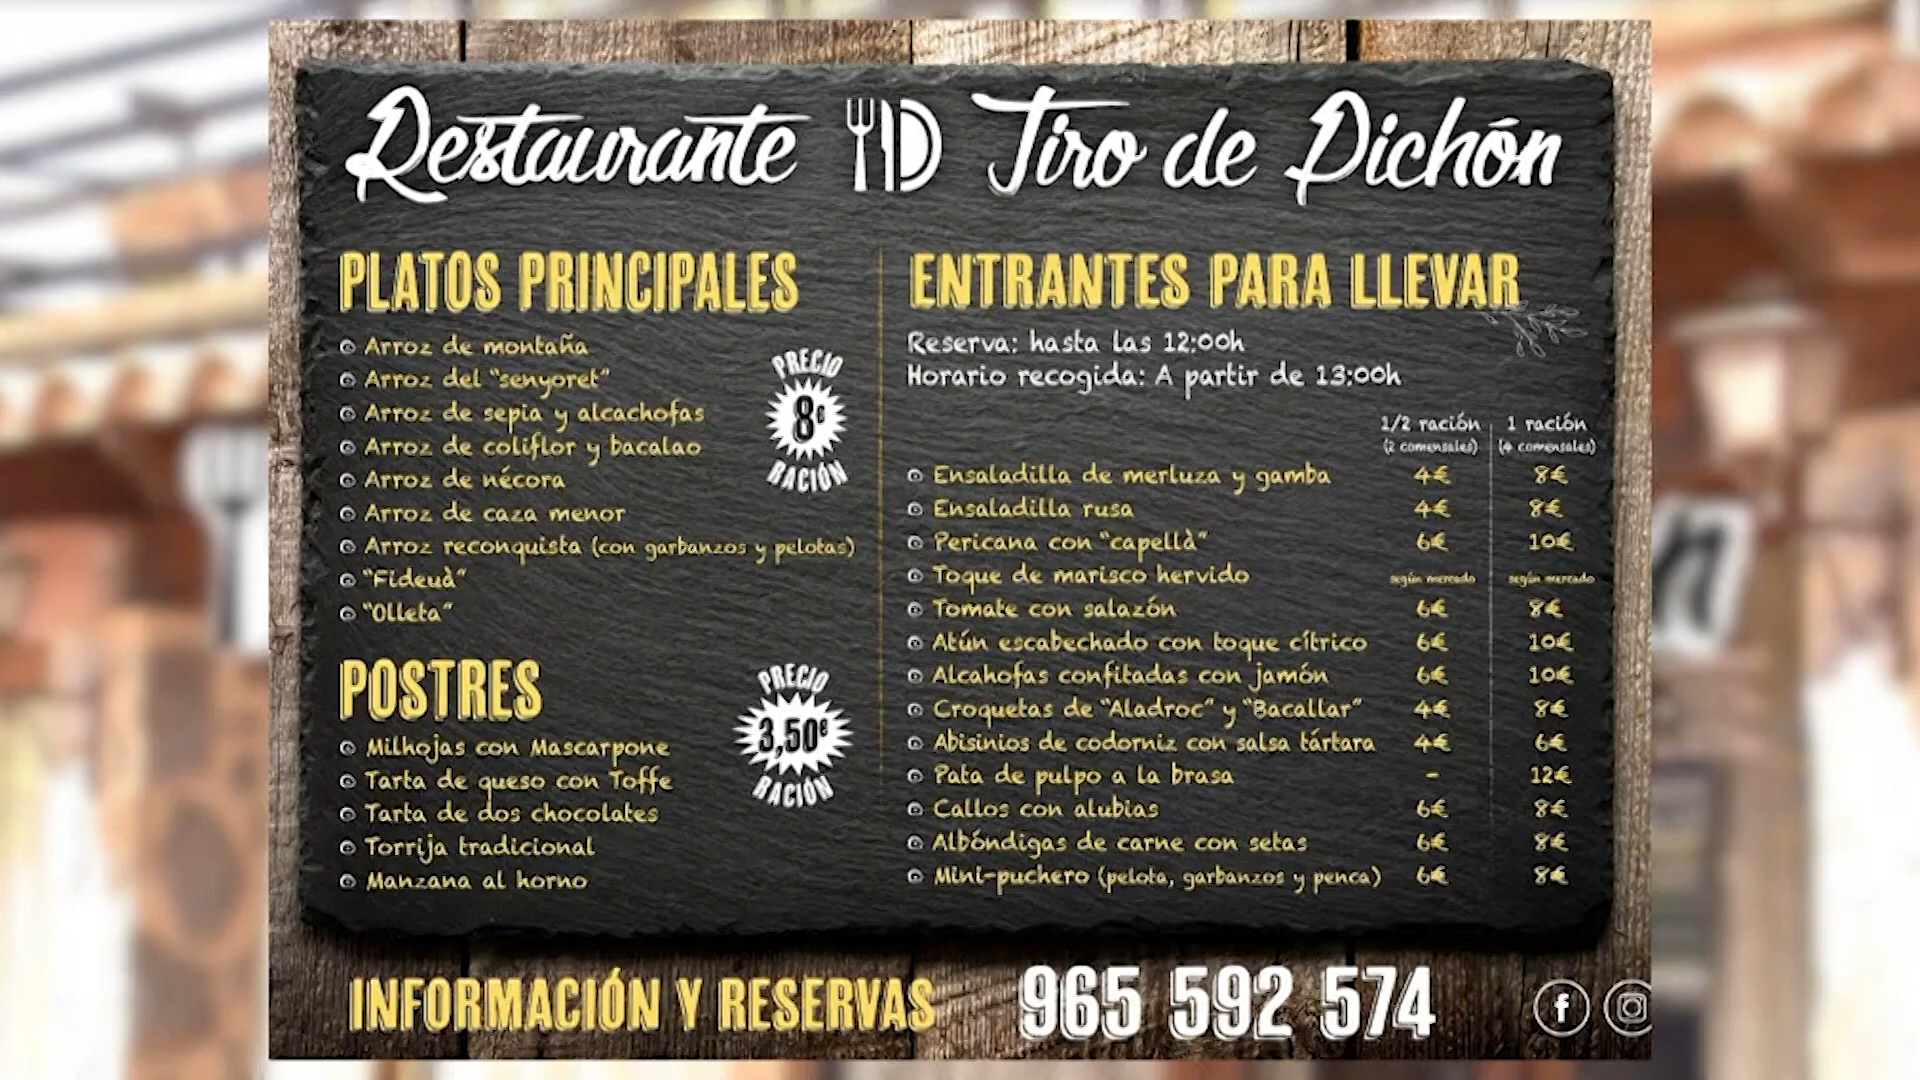 Restaurante Tiro de Pichón
PLATOS PRINCIPALES
Arroz de montaña
Arroz del "senyoret"
Arroz de sepia y alcachofas
Arroz de coliflor y bacalao
Arroz de nécora
Arroz de caza menor
Arroz reconquista (con garbanzos y pelotas)
"Fideuà"
"Olleta"
PRECIO
8€
RACIÓN
POSTRES
Milhojas con Mascarpone
Tarta de queso con Toffe
Tarta de dos chocolates
Torrija tradicional
Manzana al horno
PRECIO
3,50€
RACIÓN
ENTRANTES PARA LLEVAR
Reserva: hasta las 12:00h
Horario recogida: A partir de 13:00h
1/2 ración 1 ración
(2 comensales) (4 comensales)
Ensaladilla de merluza y gamba 4€ 8€
Ensaladilla rusa 4€ 8€
Pericana con "capellà" 6€ 10€
Toque de marisco hervido según mercado según mercado
Tomate con salazón 6€ 8€
Atún escabechado con toque cítrico 6€ 10€
Alcahofas confitadas con jamón 6€ 10€
Croquetas de "Aladroc" y "Bacallar" 4€ 8€
Abisinios de codorniz con salsa tártara 4€ 6€
Pata de pulpo a la brasa - 12€
Callos con alubias 6€ 8€
Albóndigas de carne con setas 6€ 8€
Mini-puchero (pelota, garbanzos y penca) 6€ 8€
INFORMACIÓN Y RESERVAS 965 592 574